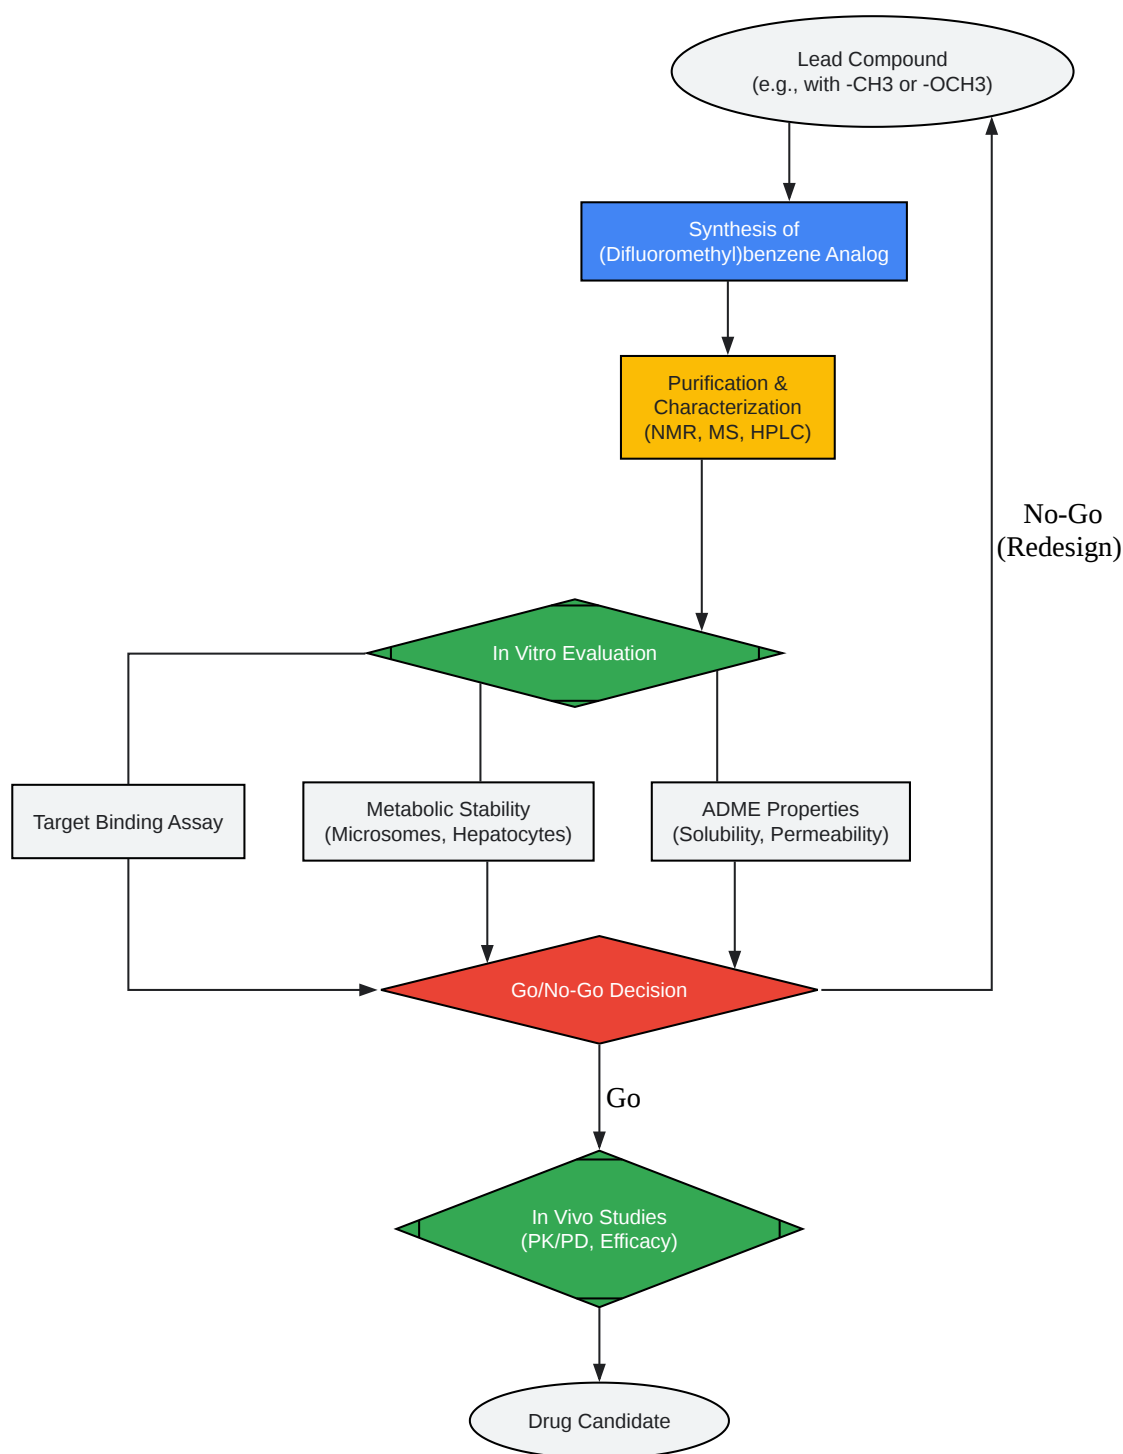 Lead Compound
(e.g., with -CH3 or -OCH3)
Synthesis of
(Difluoromethyl)benzene Analog
Purification &
Characterization
(NMR, MS, HPLC)
No-Go
(Redesign)
In Vitro Evaluation
Target Binding Assay
Metabolic Stability
(Microsomes, Hepatocytes)
ADME Properties
(Solubility, Permeability)
Go/No-Go Decision
Go
In Vivo Studies
(PK/PD, Efficacy)
Drug Candidate